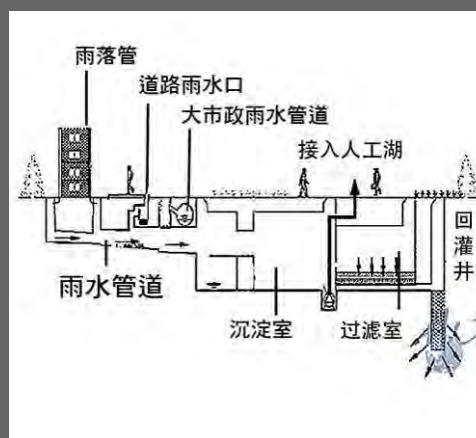 雨落管
道路雨水口
大市政雨水管道
接入人工湖
回灌井
雨水管道
沉淀室
过滤室